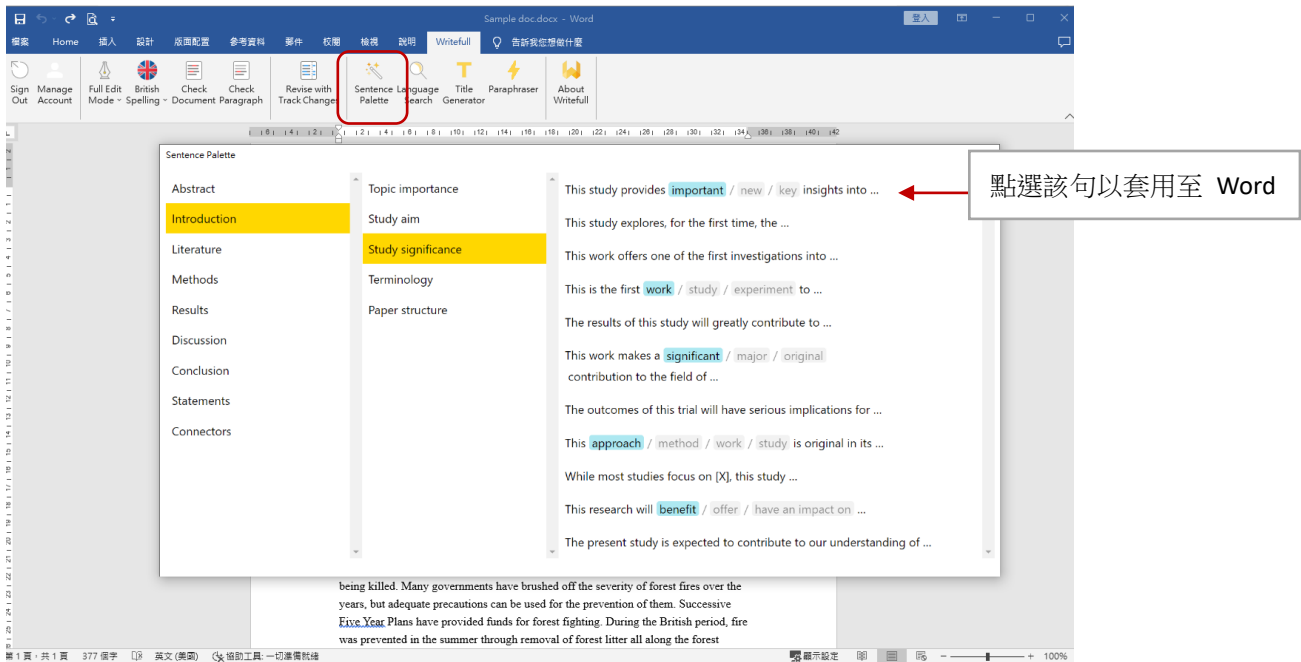 Sample doc.docx - Word
登入
檔案 Home 插入 設計 版面配置 參考資料 郵件 校閱 檢視 說明 Writefull 告訴我您想做什麼
Sign Out
Manage Account
Full Edit Mode
British Spelling
Check Document
Check Paragraph
Revise with Track Changes
Sentence Palette
Language Search
Title Generator
Paraphraser
About Writefull
Sentence Palette
Abstract
Introduction
Literature
Methods
Results
Discussion
Conclusion
Statements
Connectors
Topic importance
Study aim
Study significance
Terminology
Paper structure
This study provides important / new / key insights into ...
This study explores, for the first time, the ...
This work offers one of the first investigations into ...
This is the first work / study / experiment to ...
The results of this study will greatly contribute to ...
This work makes a significant / major / original
contribution to the field of ...
The outcomes of this trial will have serious implications for ...
This approach / method / work / study is original in its ...
While most studies focus on [X], this study ...
This research will benefit / offer / have an impact on ...
The present study is expected to contribute to our understanding of ...
點選該句以套用至 Word
being killed. Many governments have brushed off the severity of forest fires over the
years, but adequate precautions can be used for the prevention of them. Successive
Five Year Plans have provided funds for forest fighting. During the British period, fire
was prevented in the summer through removal of forest litter all along the forest
第 1 頁，共 1 頁 377 個字 英文 (美國) 協助工具: 一切準備就緒 顯示設定 100%